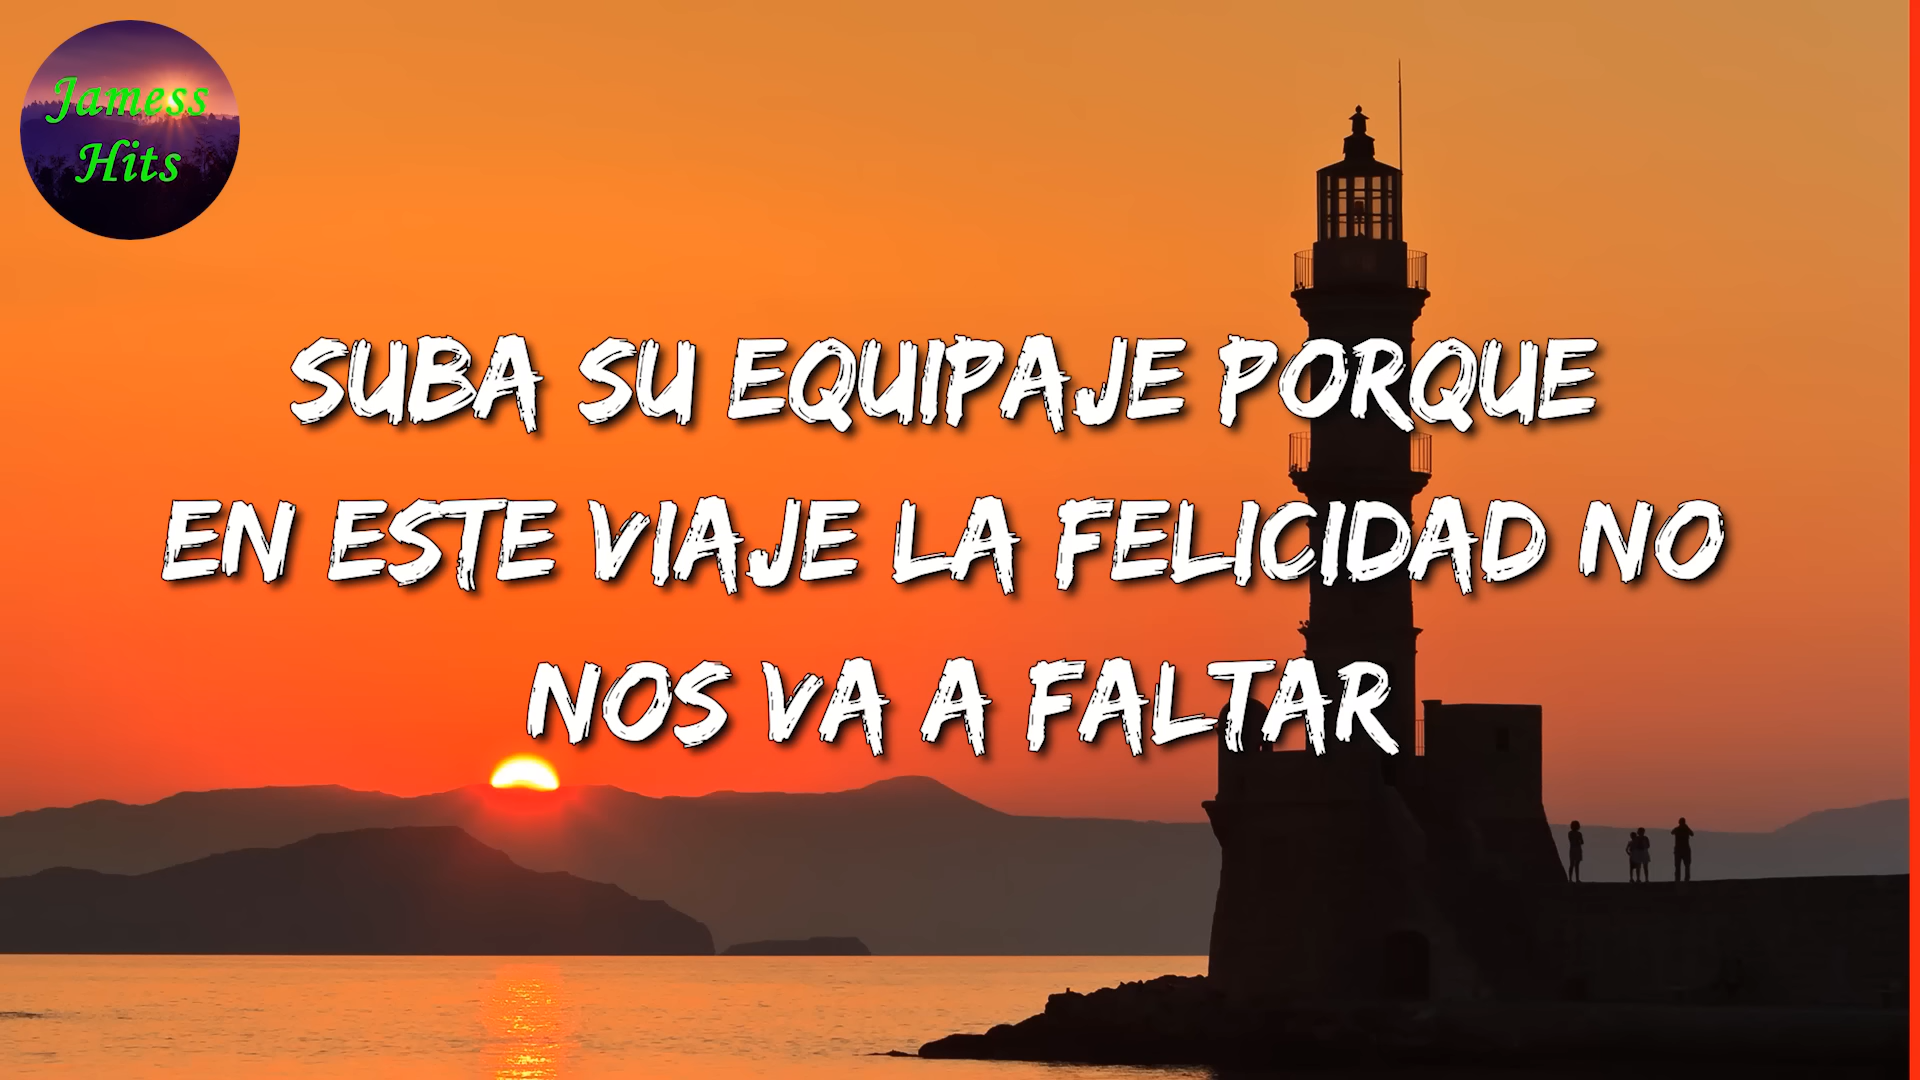 Jamess
Hits
SUBA SU EQUIPAJE PORQUE
EN ESTE VIAJE LA FELICIDAD NO
NOS VA A FALTAR